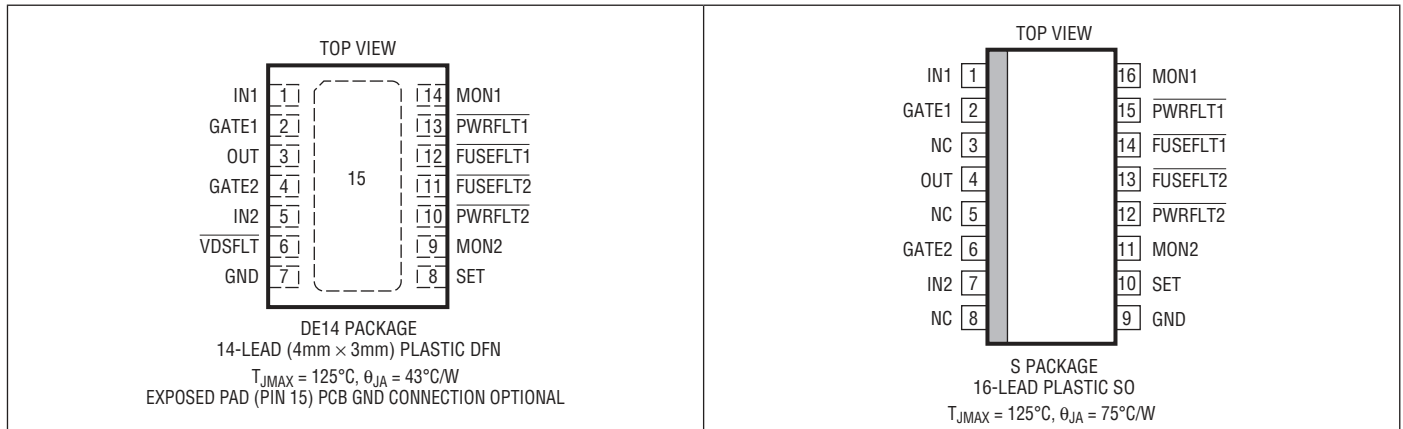 TOP VIEW
IN1 1
GATE1 2
OUT 3
GATE2 4
IN2 5
VDSFLT 6
GND 7
15
14 MON1
13 PWRFLT1
12 FUSEFLT1
11 FUSEFLT2
10 PWRFLT2
9 MON2
8 SET
DE14 PACKAGE
14-LEAD (4mm × 3mm) PLASTIC DFN
TJMAX = 125°C, θJA = 43°C/W
EXPOSED PAD (PIN 15) PCB GND CONNECTION OPTIONAL
TOP VIEW
IN1 1
GATE1 2
NC 3
OUT 4
NC 5
GATE2 6
IN2 7
NC 8
16 MON1
15 PWRFLT1
14 FUSEFLT1
13 FUSEFLT2
12 PWRFLT2
11 MON2
10 SET
9 GND
S PACKAGE
16-LEAD PLASTIC SO
TJMAX = 125°C, θJA = 75°C/W